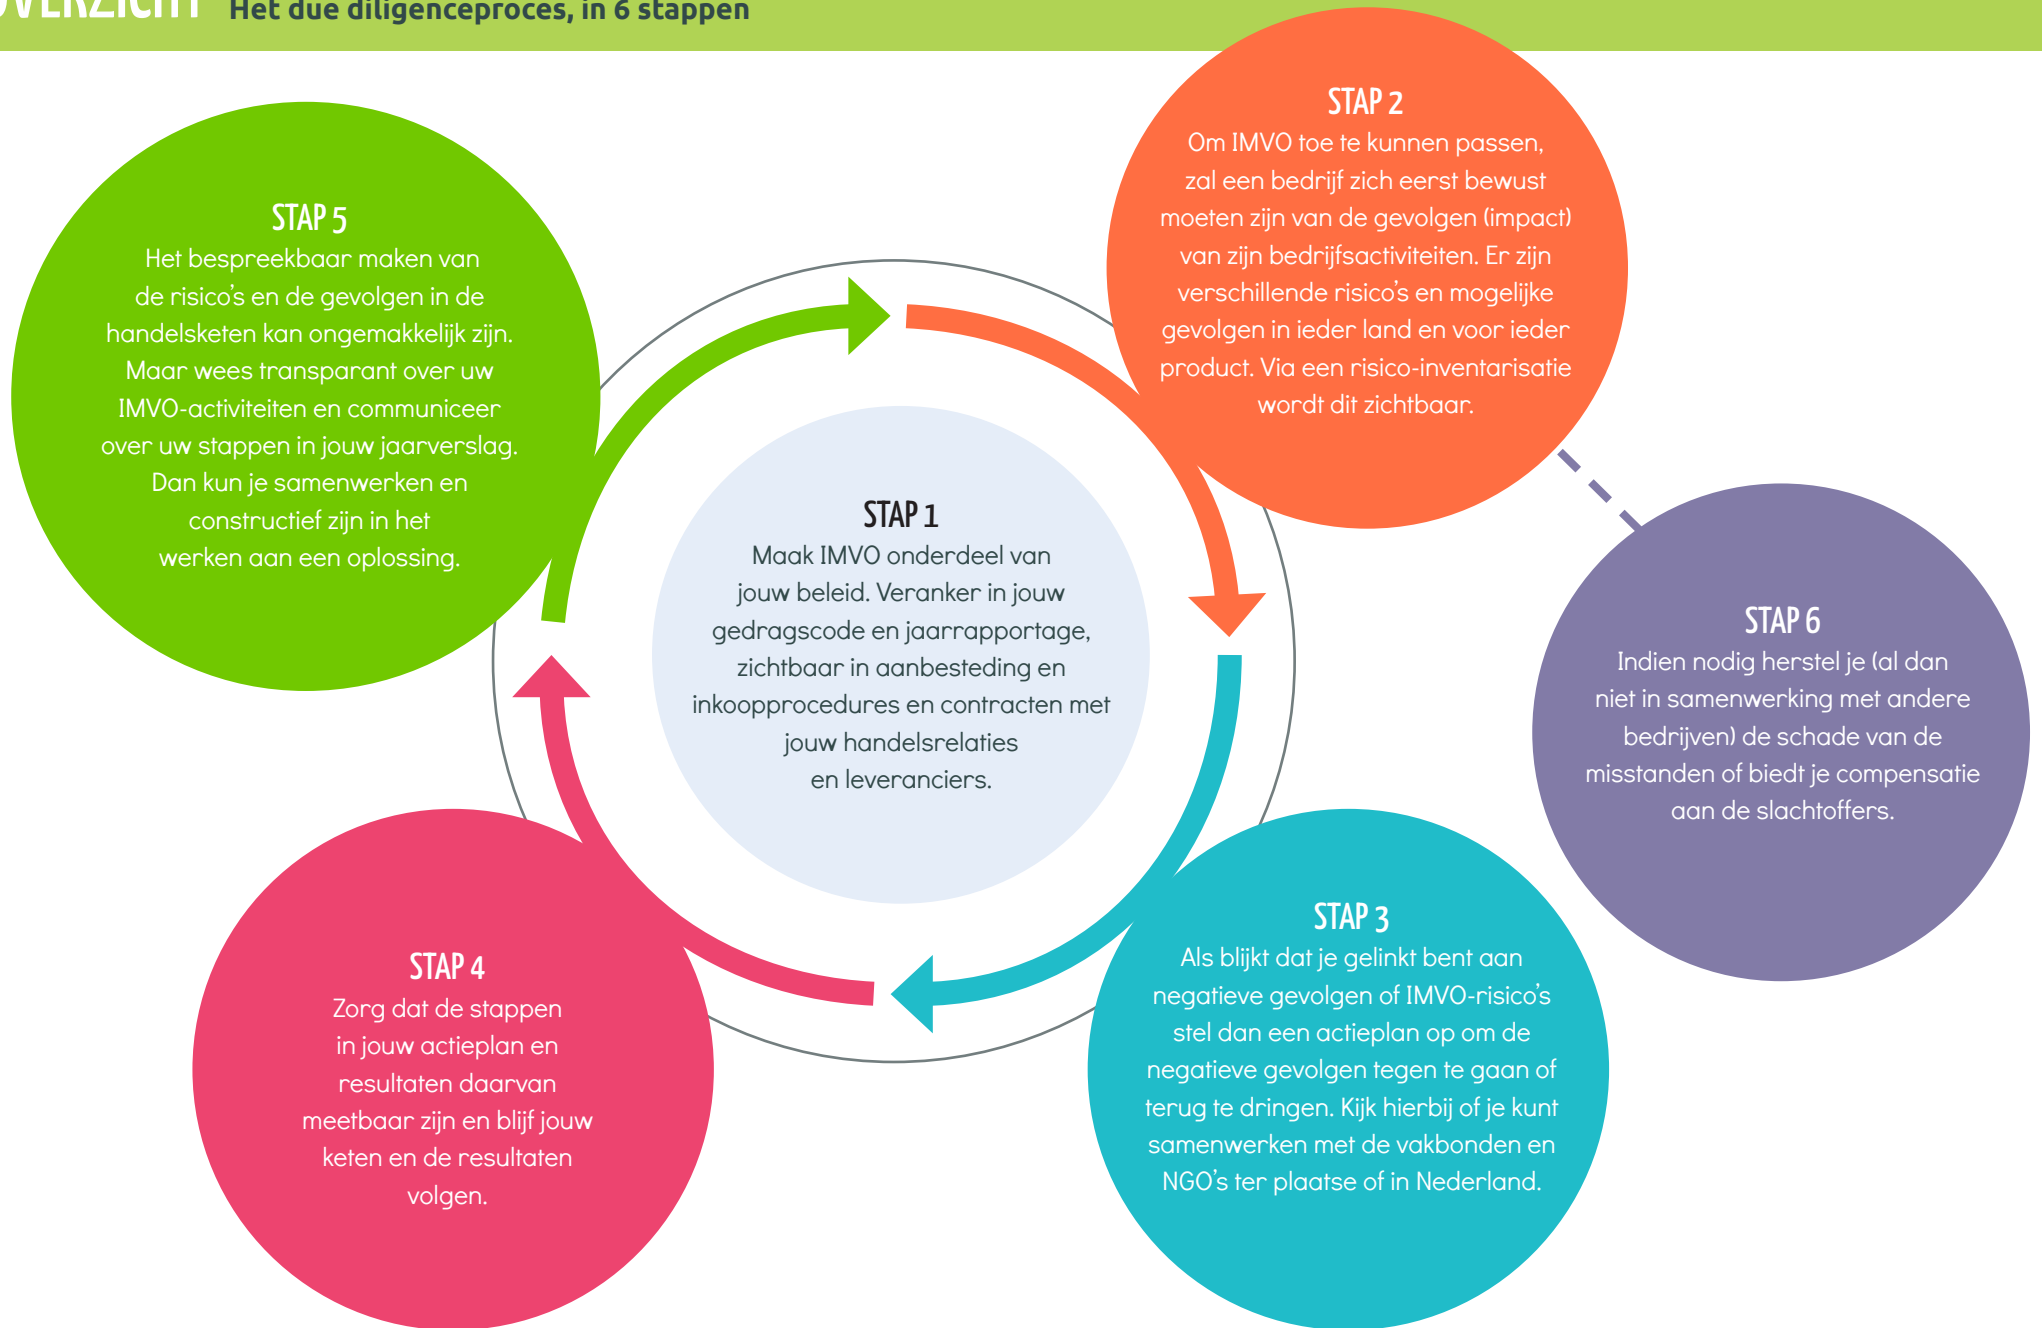 OVERZICHT Het due diligenceproces, in 6 stappen
STAP 1
Maak IMVO onderdeel van
jouw beleid. Veranker in jouw
gedragscode en jaarrapportage,
zichtbaar in aanbesteding en
inkoopprocedures en contracten met
jouw handelsrelaties
en leveranciers.
STAP 2
Om IMVO toe te kunnen passen,
zal een bedrijf zich eerst bewust
moeten zijn van de gevolgen (impact)
van zijn bedrijfsactiviteiten. Er zijn
verschillende risico's en mogelijke
gevolgen in ieder land en voor ieder
product. Via een risico-inventarisatie
wordt dit zichtbaar.
STAP 3
Als blijkt dat je gelinkt bent aan
negatieve gevolgen of IMVO-risico's
stel dan een actieplan op om de
negatieve gevolgen tegen te gaan of
terug te dringen. Kijk hierbij of je kunt
samenwerken met de vakbonden en
NGO's ter plaatse of in Nederland.
STAP 4
Zorg dat de stappen
in jouw actieplan en
resultaten daarvan
meetbaar zijn en blijf jouw
keten en de resultaten
volgen.
STAP 5
Het bespreekbaar maken van
de risico's en de gevolgen in de
handelsketen kan ongemakkelijk zijn.
Maar wees transparant over uw
IMVO-activiteiten en communiceer
over uw stappen in jouw jaarverslag.
Dan kun je samenwerken en
constructief zijn in het
werken aan een oplossing.
STAP 6
Indien nodig herstel je (al dan
niet in samenwerking met andere
bedrijven) de schade van de
misstanden of biedt je compensatie
aan de slachtoffers.